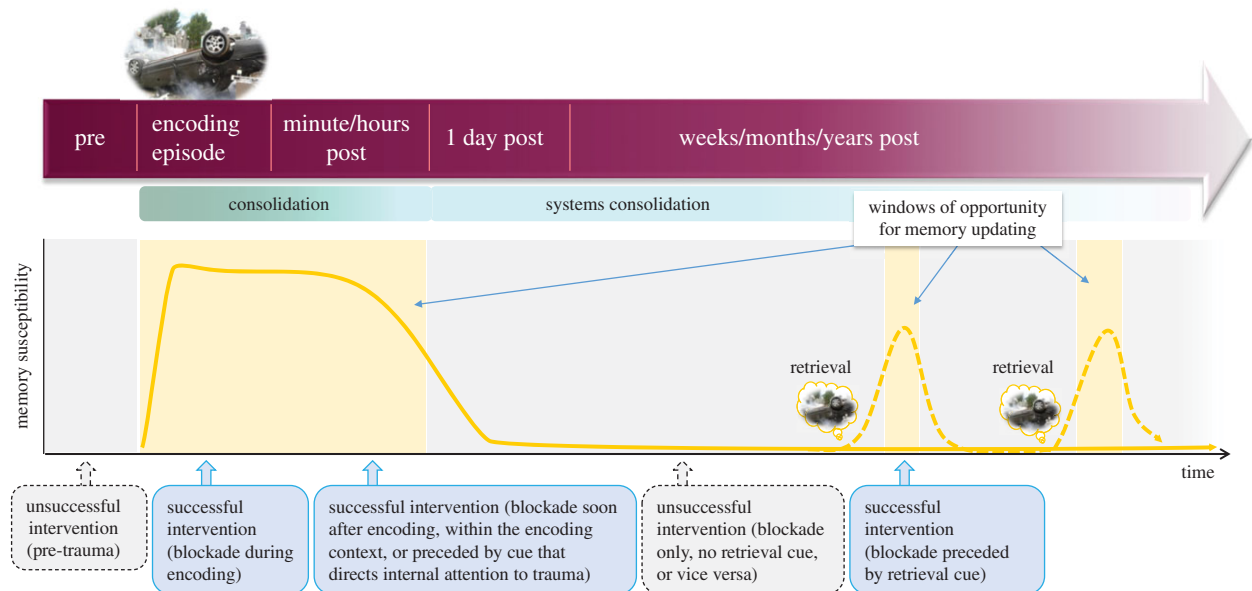 pre
encoding
episode
minute/hours
post
1 day post
weeks/months/years post
consolidation
systems consolidation
windows of opportunity
for memory updating
memory susceptibility
retrieval
retrieval
time
unsuccessful
intervention
(pre-trauma)
successful
intervention
(blockade during
encoding)
successful intervention (blockade soon
after encoding, within the encoding
context, or preceded by cue that
directs internal attention to trauma)
unsuccessful
intervention (blockade
only, no retrieval cue,
or vice versa)
successful
intervention
(blockade preceded
by retrieval cue)